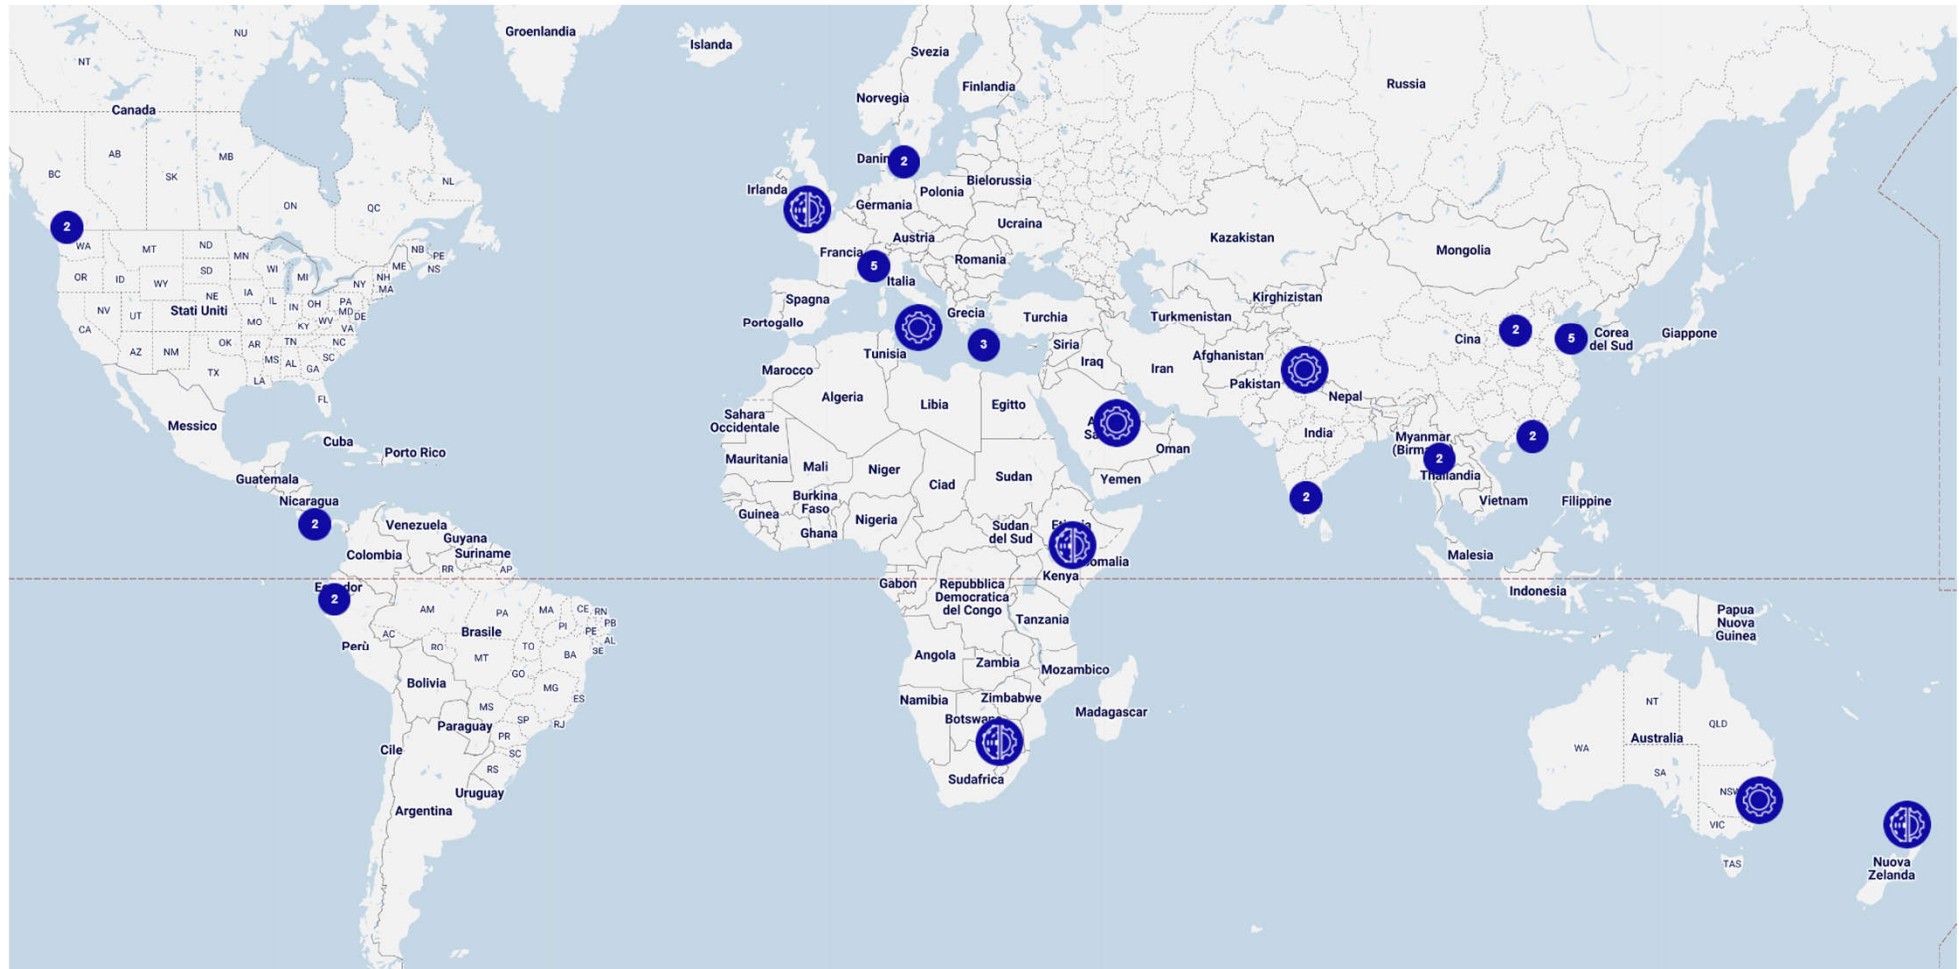 Groenlandia
Islanda
Svezia
Finlandia
Norvegia
Russia
NU
NT
Canada
AB
MB
BC
SK
NL
ON
QC
2
WA
MT
ND
MN
NB
PE
NS
ME
OR
ID
SD
WI
MI
NH
MA
NY
WY
NE
IA
IL
IN
OH
PA
MD
DE
NV
UT
Stati Uniti
MO
KY
WV
VA
CA
OK
AR
TN
NC
AZ
NM
MS
AL
SC
GA
TX
LA
FL
Messico
Cuba
Porto Rico
Guatemala
Nicaragua
2
Venezuela
Guyana
Suriname
Colombia
RR
AP
2
AM
PA
MA
CE
RN
PB
PI
PE
AL
SE
AC
Brasile
Perù
RO
TO
BA
MT
GO
Bolivia
MG
ES
MS
SP
RJ
Paraguay
PR
Cile
SC
RS
Uruguay
Argentina
2
Irlanda
Polonia
Bielorussia
Germania
Ucraina
Austria
Francia
Romania
5
Italia
Spagna
Grecia
Portogallo
Turchia
3
Tunisia
Siria
Marocco
Iraq
Iran
Algeria
Libia
Egitto
Sahara
Occidentale
Oman
Mauritania
Mali
Niger
Ciad
Sudan
Yemen
Burkina
Faso
Guinea
Ghana
Nigeria
Sudan
del Sud
Kenya
Gabon
Repubblica
Democratica
del Congo
Tanzania
Angola
Zambia
Mozambico
Namibia
Zimbabwe
Madagascar
Sudafrica
Kazakistan
Mongolia
Kirghizistan
Turkmenistan
Cina
2
5
Corea
del Sud
Giappone
Afghanistan
Pakistan
Nepal
India
Myanmar
2
2
Thailandia
2
Vietnam
Filippine
Malesia
Indonesia
Papua
Nuova
Guinea
NT
QLD
WA
Australia
SA
NSW
VIC
TAS
Nuova
Zelanda